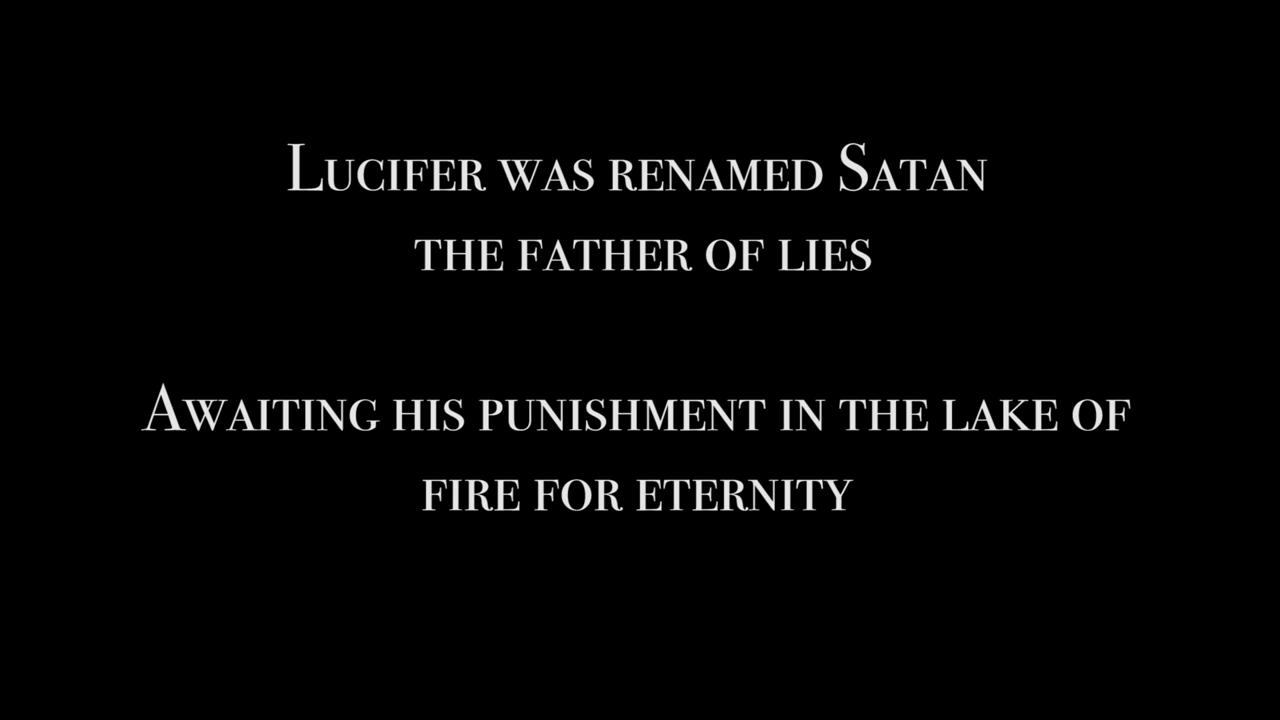 Lucifer was renamed Satan
the father of lies
Awaiting his punishment in the lake of
fire for eternity